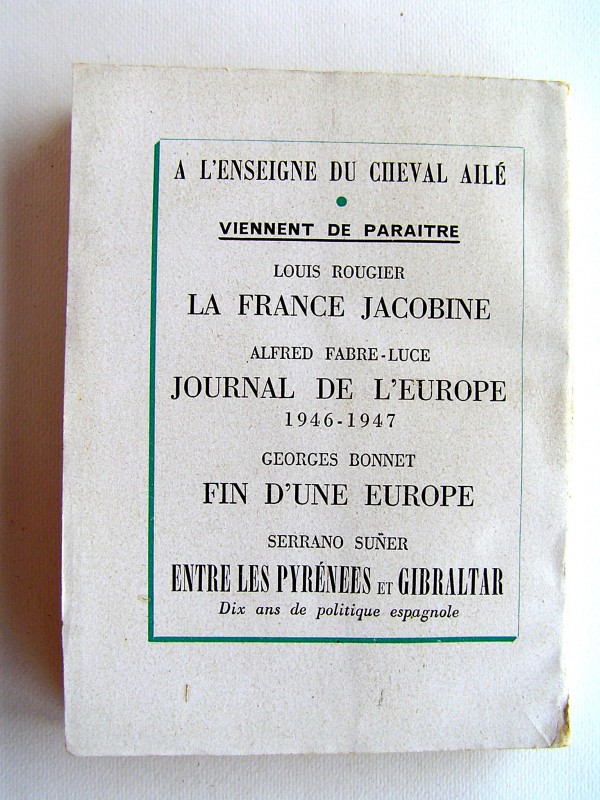 A L'ENSEIGNE DU CHEVAL AILÉ
VIENNENT DE PARAITRE
LOUIS ROUGIER
LA FRANCE JACOBINE
ALFRED FABRE-LUCE
JOURNAL DE L'EUROPE
1946-1947
GEORGES BONNET
FIN D'UNE EUROPE
SERRANO SUÑER
ENTRE LES PYRÉNEES ET GIBRALTAR
Dix ans de politique espagnole